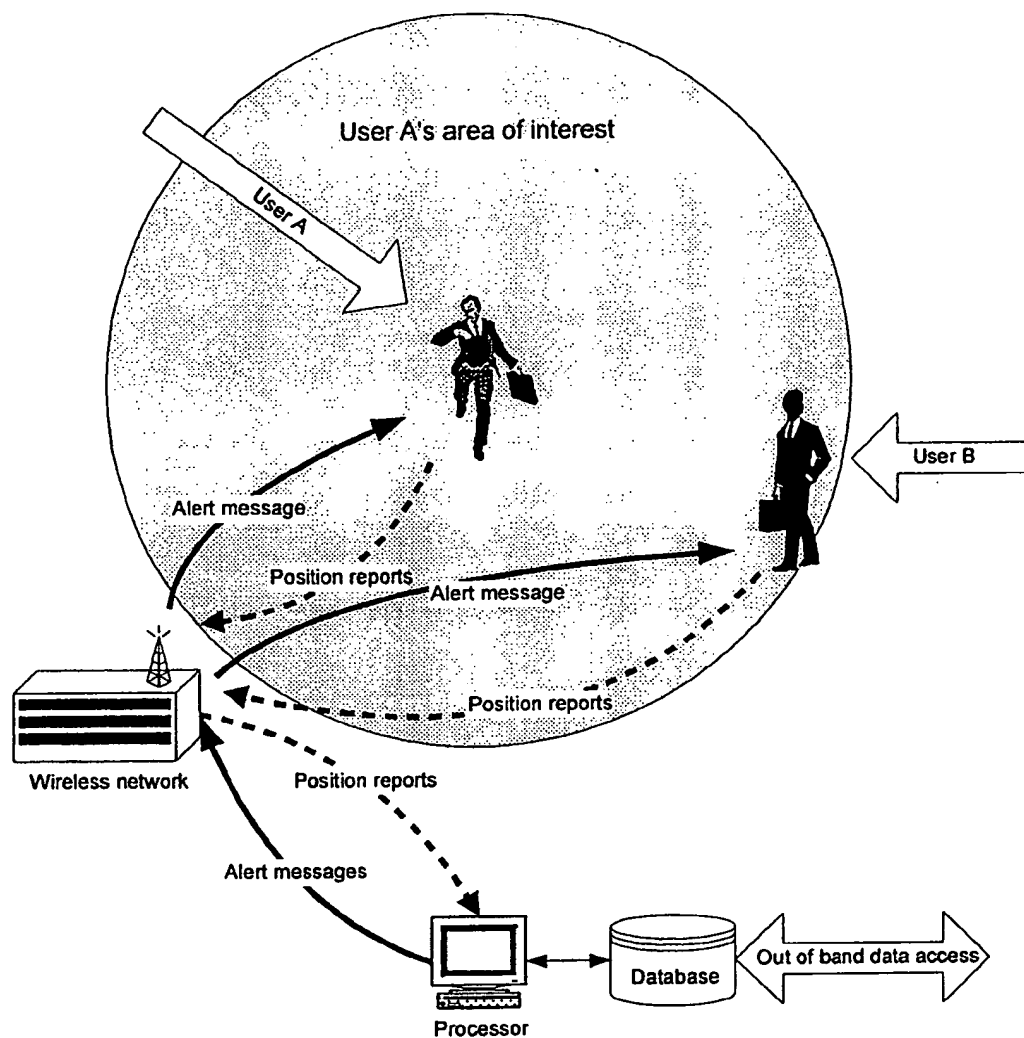 User A's area of interest
User A
User B
Alert message
Position reports
Alert message
Position reports
Wireless network
Position reports
Alert messages
Out of band data access
Database
Processor